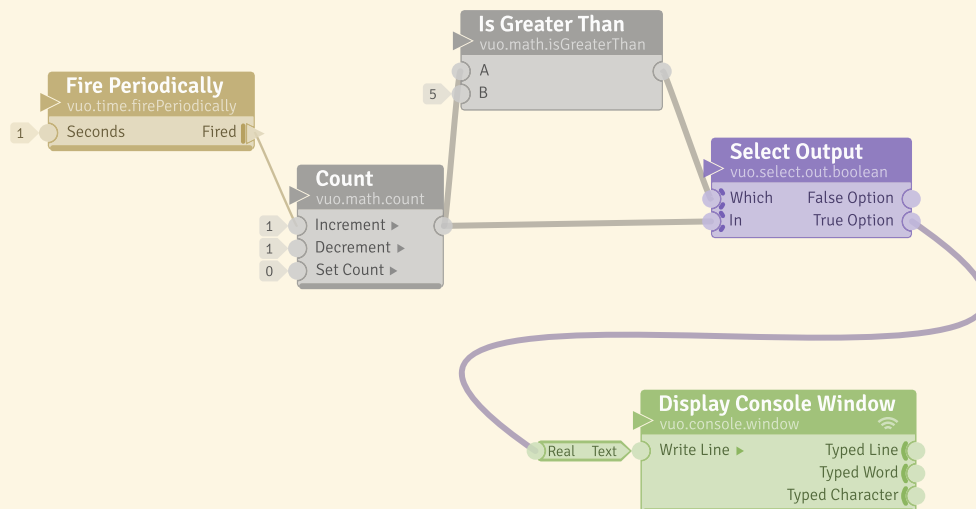 Is Greater Than
vuo.math.isGreaterThan
A
5 B
Fire Periodically
vuo.time.firePeriodically
1 Seconds Fired
Select Output
vuo.select.out.boolean
Which False Option
In True Option
Count
vuo.math.count
1 Increment
1 Decrement
0 Set Count
Display Console Window
vuo.console.window
Real Text Write Line Typed Line
Typed Word
Typed Character